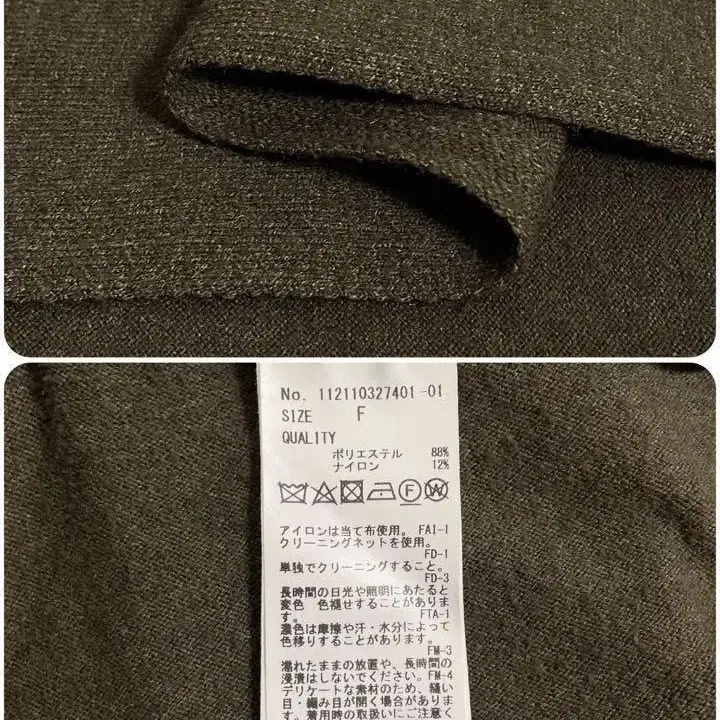 No. 112110327401-01
SIZE F
QUALITY
ポリエステル 88%
ナイロン 12%
アイロンは当て布使用。 FAI-1
クリーニングネットを使用。
FD-1
単独でクリーニングすること。
FD-3
長時間の日光や照明にあたると
変色 色褪せすることがありま
す。 FTA-1
濃色は摩擦や汗・水分によって
色移りすることがあります。
FM-3
濡れたままの放置や、長時間の
浸漬はしないでください。FM-4
デリケートな素材のため、縫い
目・編み目が開く場合がありま
す。着用時の取扱いにご注意く